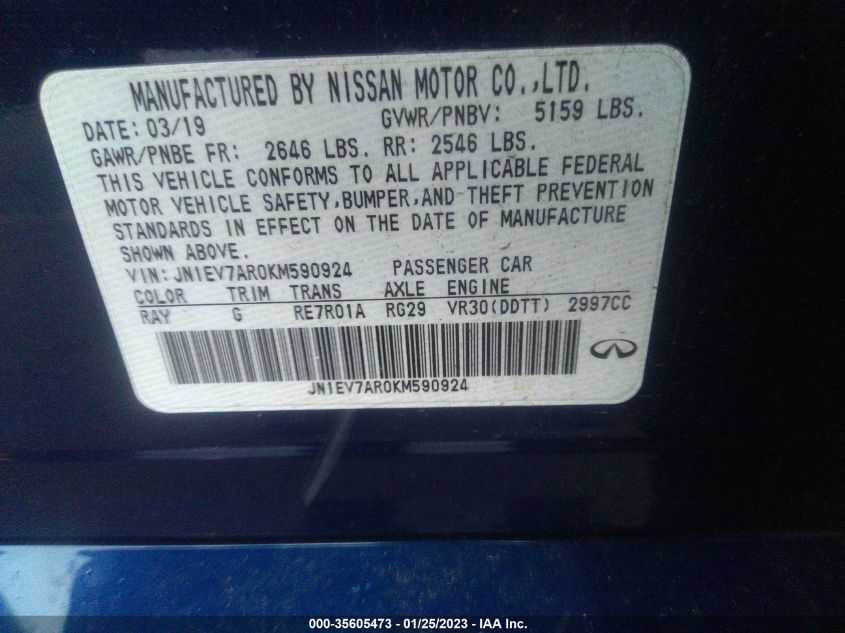 MANUFACTURED BY NISSAN MOTOR CO.,LTD.
DATE: 03/19 GVWR/PNBV: 5159 LBS.
GAWR/PNBE FR: 2646 LBS. RR: 2546 LBS.
THIS VEHICLE CONFORMS TO ALL APPLICABLE FEDERAL
MOTOR VEHICLE SAFETY,BUMPER,AND THEFT PREVENTION
STANDARDS IN EFFECT ON THE DATE OF MANUFACTURE
SHOWN ABOVE.
VIN: JN1EV7AR0KM590924 PASSENGER CAR
COLOR TRIM TRANS AXLE ENGINE
RAY G RE7R01A RG29 VR30(DDTT) 2997CC
JN1EV7AR0KM590924
000-35605473 - 01/25/2023 - IAA Inc.